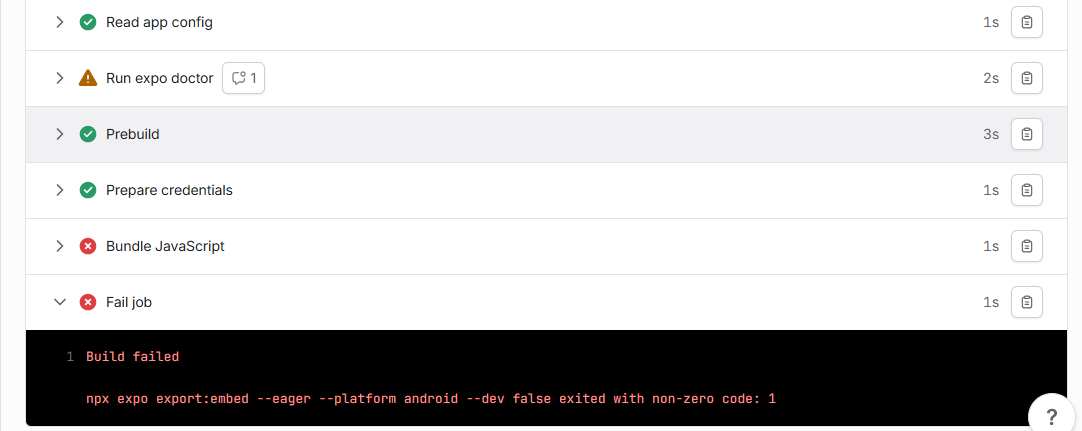 Read app config 1s
Run expo doctor 1 2s
Prebuild 3s
Prepare credentials 1s
Bundle JavaScript 1s
Fail job 1s
1 Build failed
npx expo export:embed --eager --platform android --dev false exited with non-zero code: 1
?